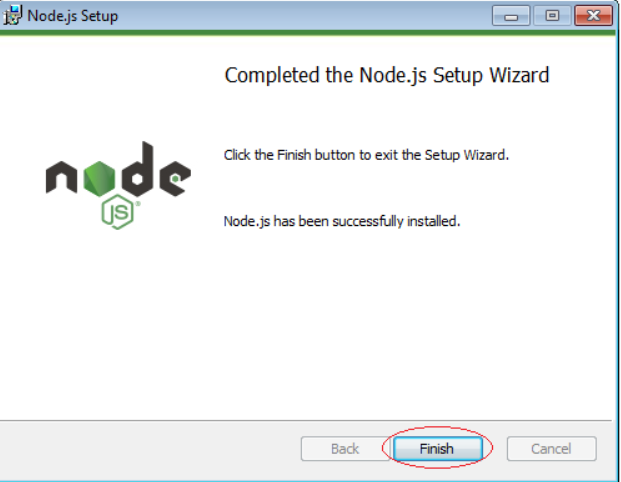 Node.js Setup
Completed the Node.js Setup Wizard
Click the Finish button to exit the Setup Wizard.
node
JS
Node.js has been successfully installed.
Back Finish Cancel